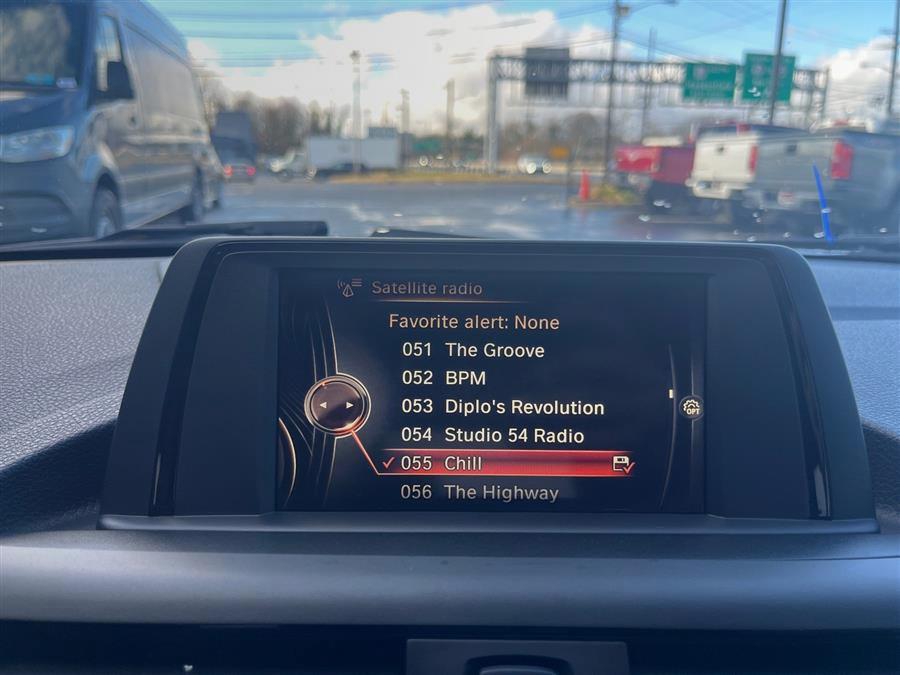 Satellite radio
Favorite alert: None
051 The Groove
052 BPM
053 Diplo's Revolution
054 Studio 54 Radio
055 Chill
056 The Highway
OPT